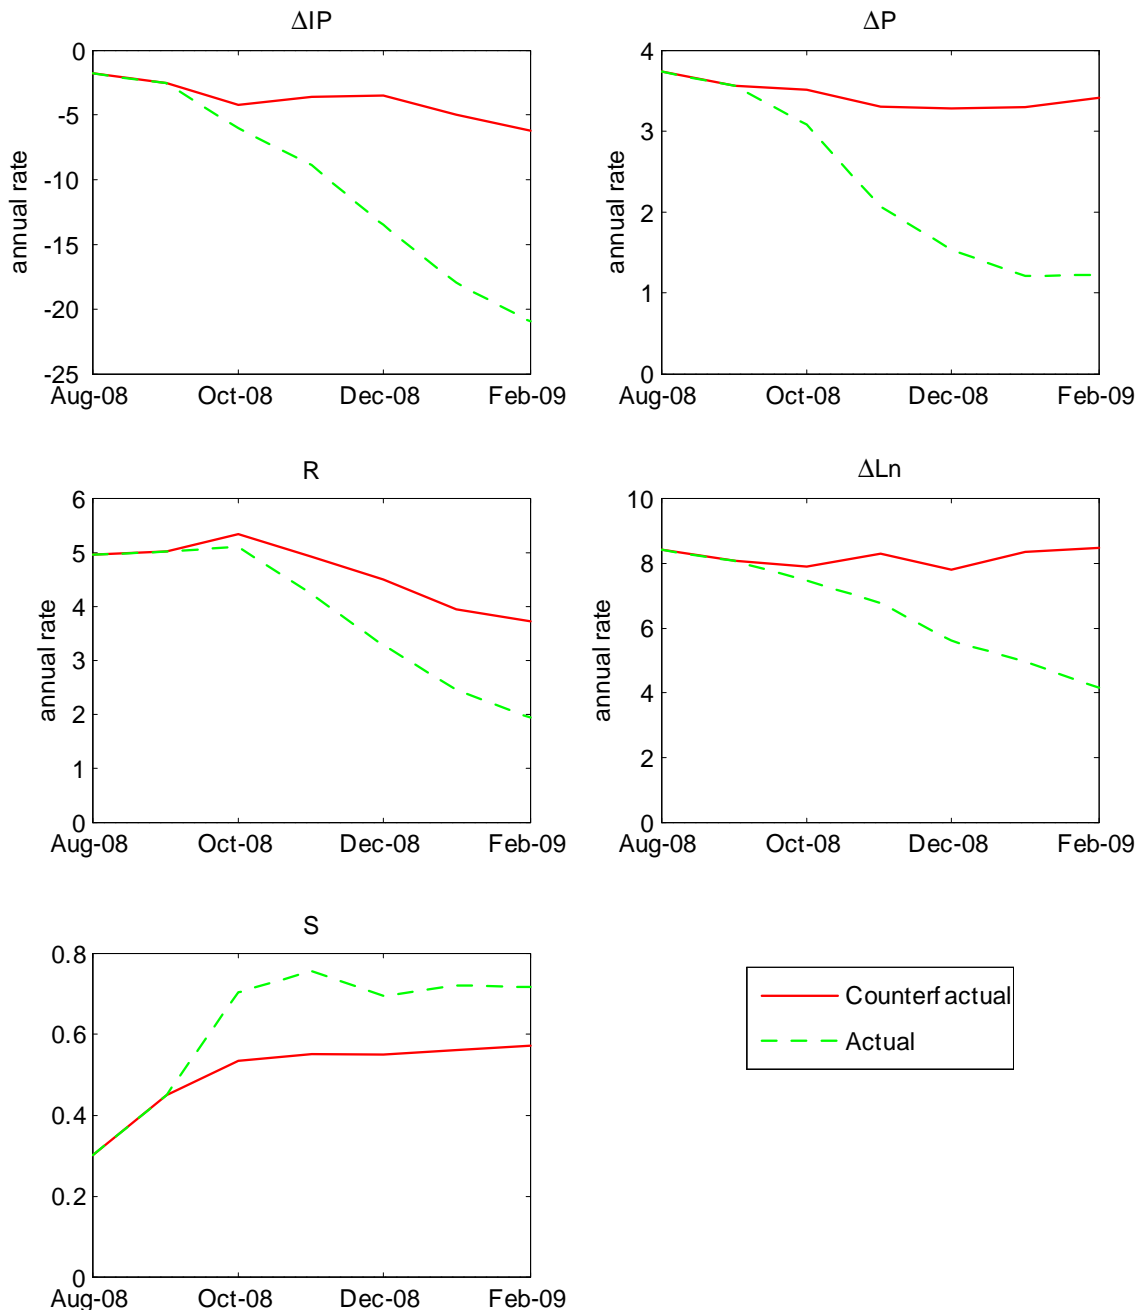 ΔIP
0
-5
-10
-15
-20
-25
annual rate
Aug-08 Oct-08 Dec-08 Feb-09
ΔP
4
3
2
1
0
annual rate
Aug-08 Oct-08 Dec-08 Feb-09
R
6
5
4
3
2
1
0
annual rate
Aug-08 Oct-08 Dec-08 Feb-09
ΔLn
10
8
6
4
2
0
annual rate
Aug-08 Oct-08 Dec-08 Feb-09
S
0.8
0.6
0.4
0.2
0
Aug-08 Oct-08 Dec-08 Feb-09
Counterfactual
Actual